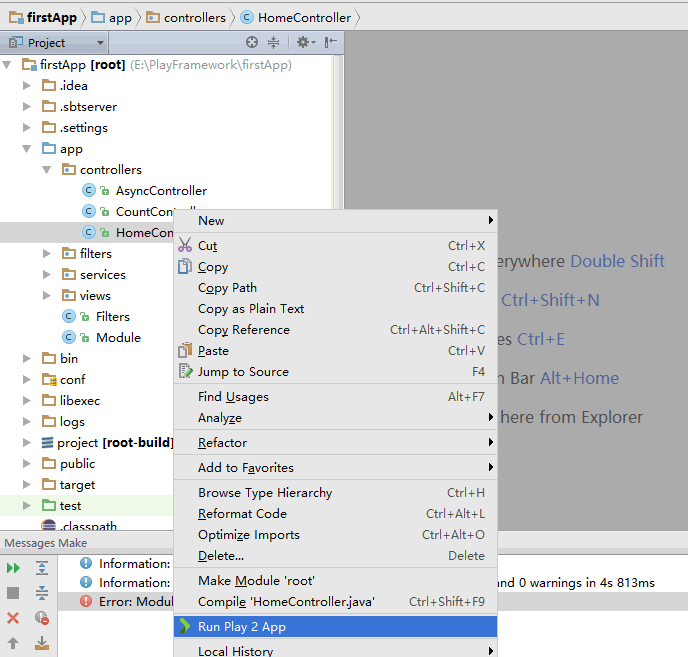 firstApp app controllers HomeController
Project
firstApp [root] (E:\PlayFramework\firstApp)
.idea
.sbtserver
.settings
app
controllers
AsyncController
CountCont
HomeCon
filters
services
views
Filters
Module
bin
conf
libexec
logs
project [root-build]
public
target
test
.classpath
New
Cut Ctrl+X
Copy Ctrl+C
Copy Path Ctrl+Shift+C
Copy as Plain Text
Copy Reference Ctrl+Alt+Shift+C
Paste Ctrl+V
Jump to Source F4
Find Usages Alt+F7
Analyze
Refactor
Add to Favorites
Browse Type Hierarchy Ctrl+H
Reformat Code Ctrl+Alt+L
Optimize Imports Ctrl+Alt+O
Delete... Delete
Make Module 'root'
Compile 'HomeController.java' Ctrl+Shift+F9
Run Play 2 App
Local History
erywhere Double Shift
Ctrl+Shift+N
es Ctrl+E
n Bar Alt+Home
here from Explorer
Messages Make
Information:
Information: and 0 warnings in 4s 813ms
Error: Modul